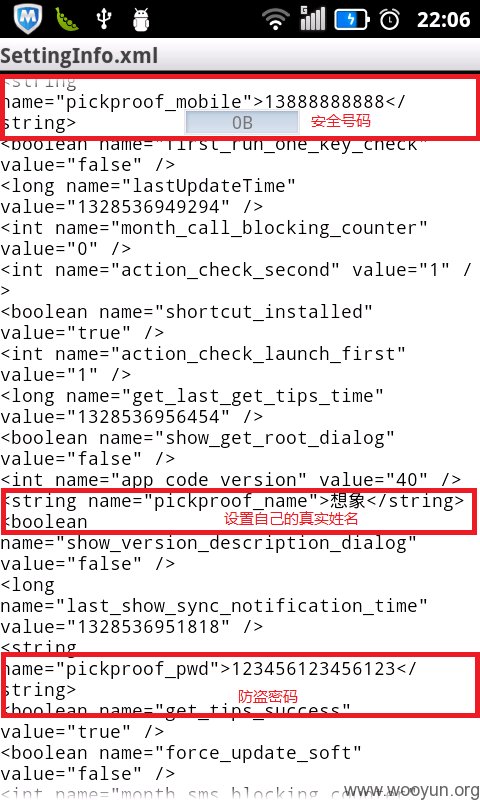 22:06
SettingInfo.xml
<string
name="pickproof_mobile">13888888888</
string>
0B
安全号码
<boolean name="first_run_one_key_check"
value="false" />
<long name="lastUpdateTime"
value="1328536949294" />
<int name="month_call_blocking_counter"
value="0" />
<int name="action_check_second" value="1" /
>
<boolean name="shortcut_installed"
value="true" />
<int name="action_check_launch_first"
value="1" />
<long name="get_last_get_tips_time"
value="1328536956454" />
<boolean name="show_get_root_dialog"
value="false" />
<int name="app_code_version" value="40" />
<string name="pickproof_name">想象</string>
<boolean
设置自己的真实姓名
name="show_version_description_dialog"
value="false" />
<long
name="last_show_sync_notification_time"
value="1328536951818" />
<string
name="pickproof_pwd">123456123456123</
string>
防盗密码
<boolean name="get_tips_success"
value="true" />
<boolean name="force_update_soft"
value="false" />
<int name="month_sms_blocking_counter"
www.wooyun.org